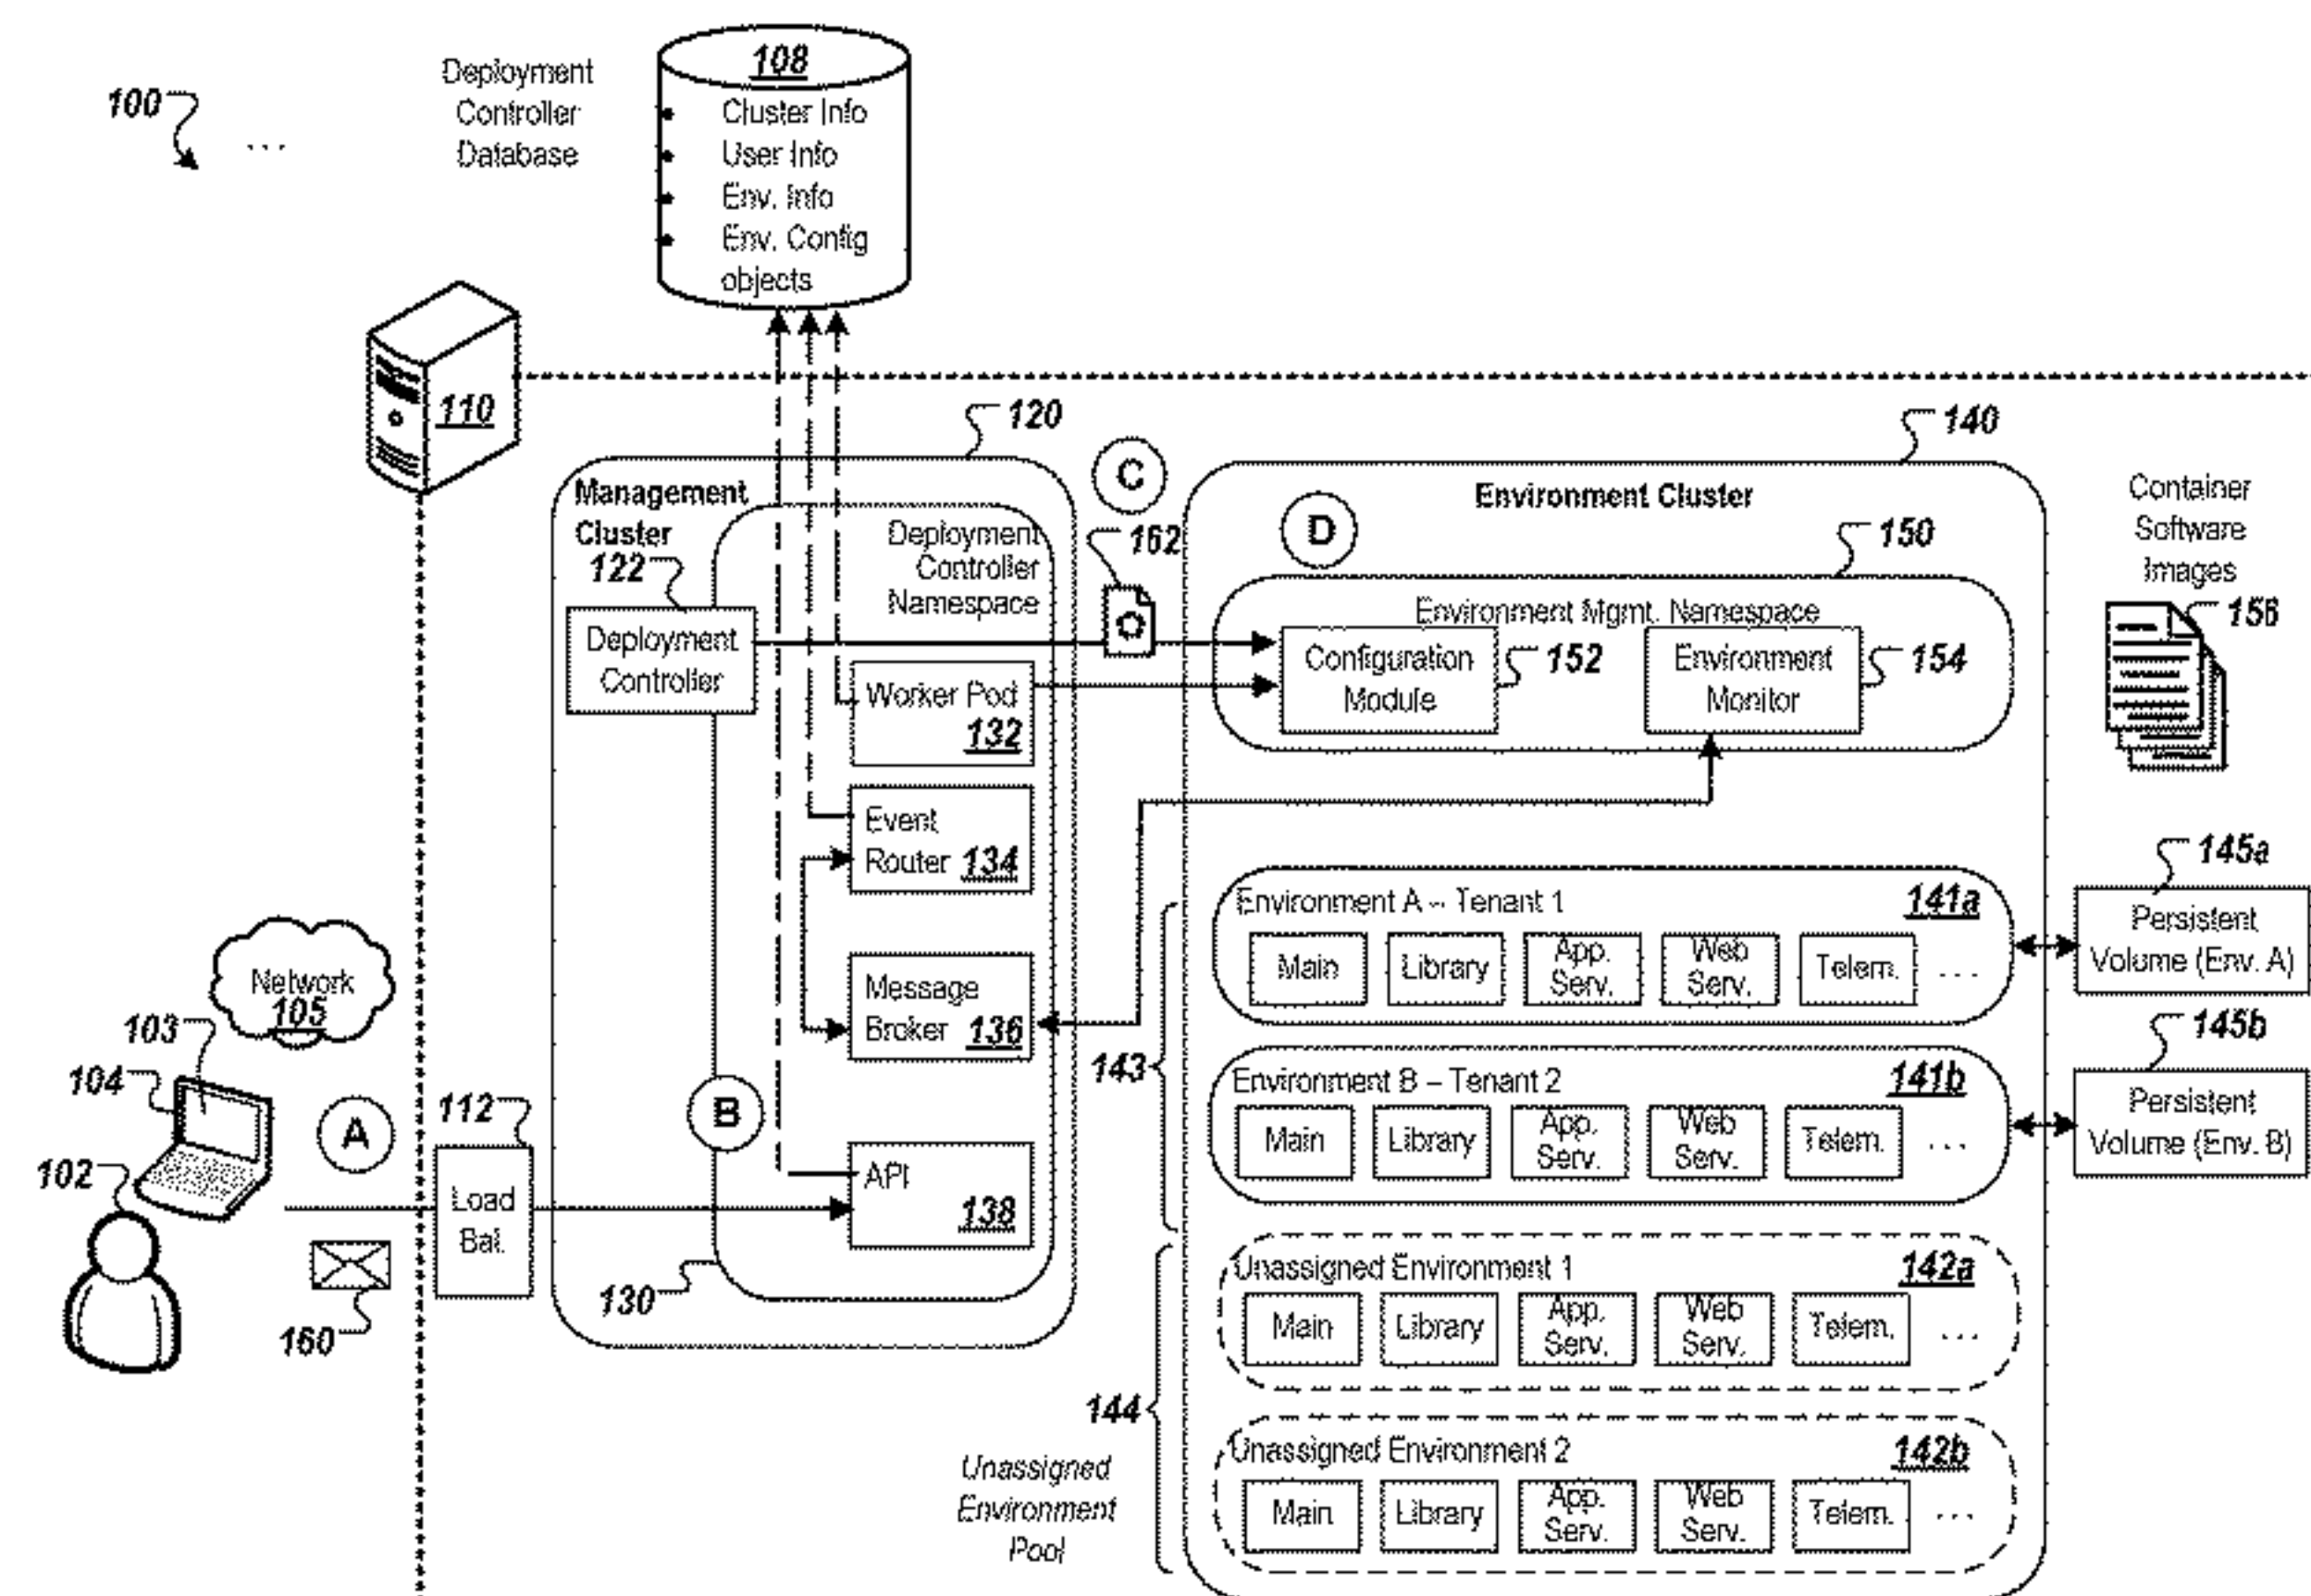 100
...
Deployment
Controller
Database
108
• Cluster Info
• User Info
• Env. Info
• Env. Config
objects
110
120
140
Management
Cluster
122
Deployment
Controller
Namespace
C
162
Environment Cluster
D
150
Container
Software
Images
156
Deployment
Controller
Environment Mgmt. Namespace
Configuration
Module
152
Environment
Monitor
154
Worker Pod
132
Event
Router 134
Message
Broker 136
B
API
138
130
Network
105
103
104
102
A
112
Load
Bal.
160
143
Environment A – Tenant 1
141a
Main
Library
App.
Serv.
Web
Serv.
Telem.
...
145a
Persistent
Volume (Env. A)
Environment B – Tenant 2
141b
Main
Library
App.
Serv.
Web
Serv.
Telem.
...
145b
Persistent
Volume (Env. B)
144
Unassigned
Environment
Pool
Unassigned Environment 1
142a
Main
Library
App.
Serv.
Web
Serv.
Telem.
...
Unassigned Environment 2
142b
Main
Library
App.
Serv.
Web
Serv.
Telem.
...